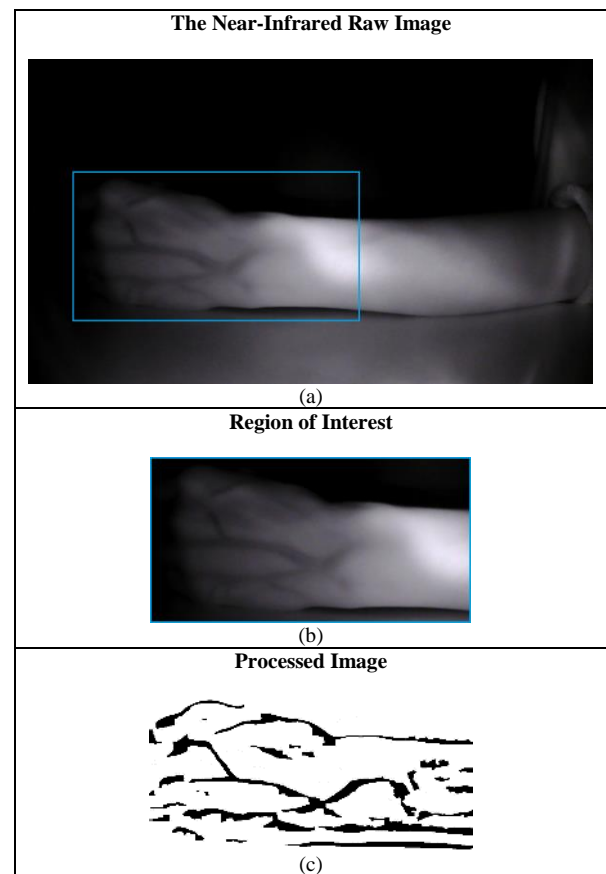 The Near-Infrared Raw Image
(a)
Region of Interest
(b)
Processed Image
(c)